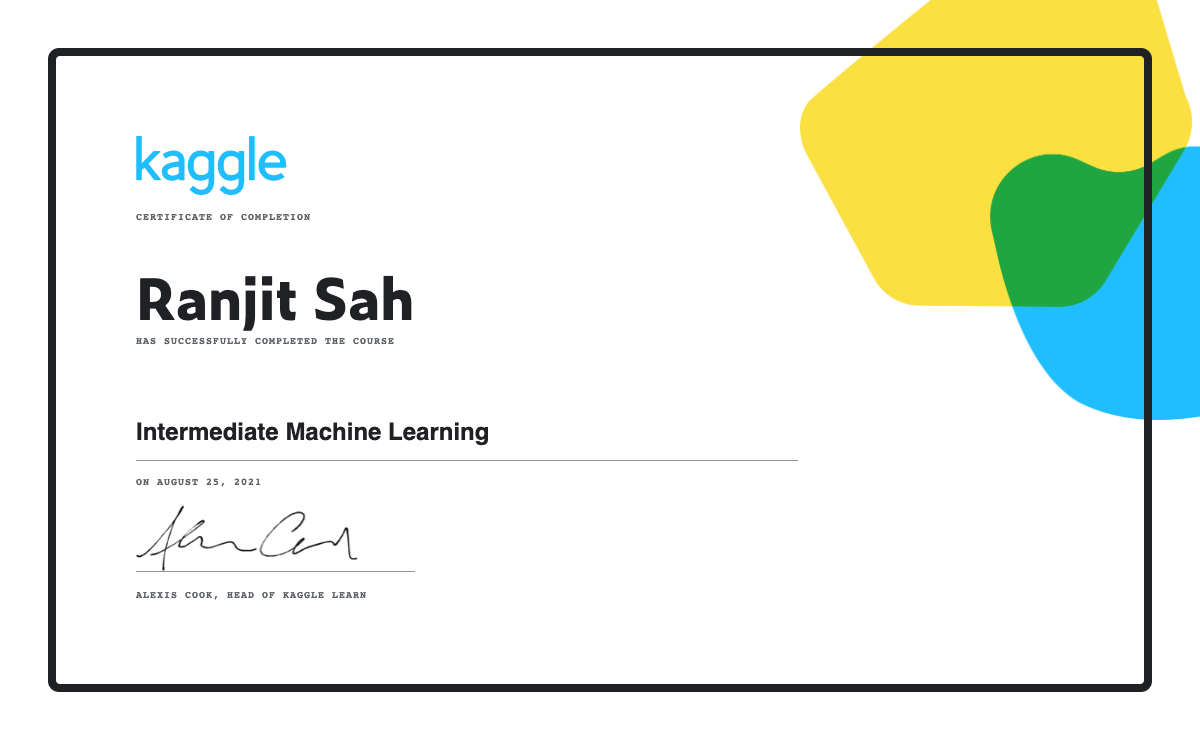 kaggle
CERTIFICATE OF COMPLETION
Ranjit Sah
HAS SUCCESSFULLY COMPLETED THE COURSE
Intermediate Machine Learning
ON AUGUST 25, 2021
ALEXIS COOK, HEAD OF KAGGLE LEARN